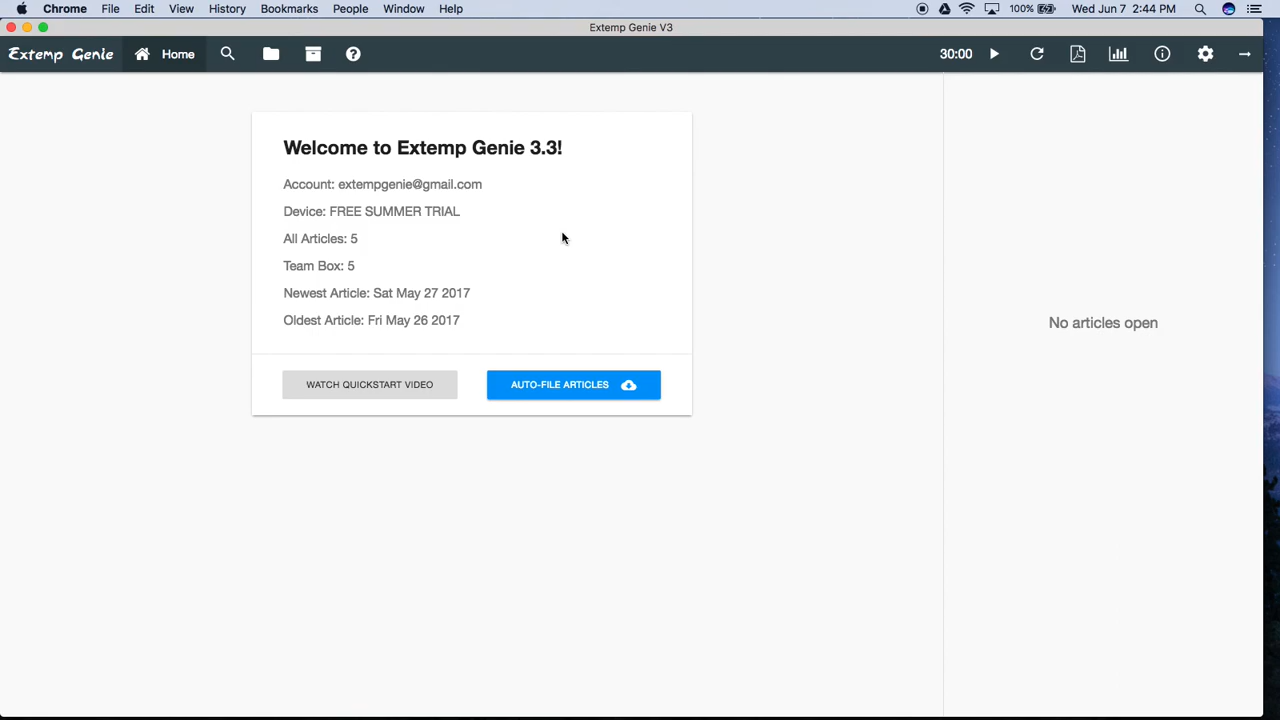 Chrome File Edit View History Bookmarks People Window Help 100% Wed Jun 7 2:44 PM
Extemp Genie V3
Extemp Genie Home 30:00
Welcome to Extemp Genie 3.3!
Account: extempgenie@gmail.com
Device: FREE SUMMER TRIAL
All Articles: 5
Team Box: 5
Newest Article: Sat May 27 2017
Oldest Article: Fri May 26 2017
WATCH QUICKSTART VIDEO AUTO-FILE ARTICLES
No articles open